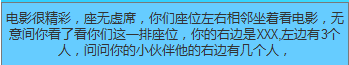 电影很精彩，座无虚席，你们座位左右相邻坐着看电影，无
意间你看了看你们这一排座位，你的右边是XXX,左边有3个
人，问问你的小伙伴他的右边有几个人，